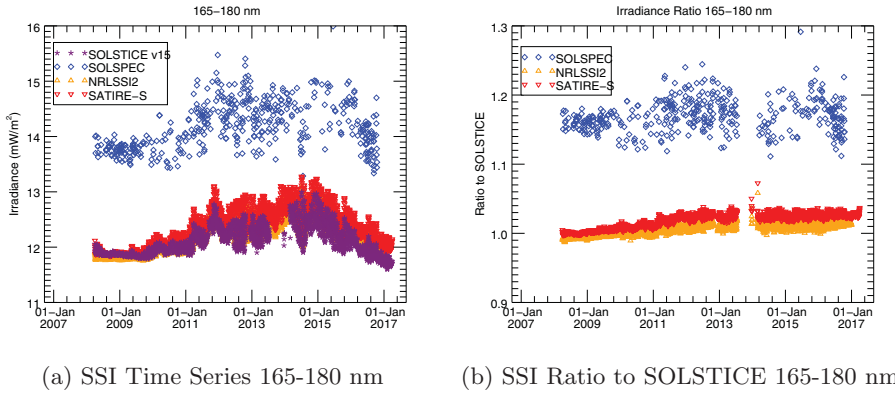 165-180 nm
16
15
14
13
12
11
Irradiance (mW/m²)
SOLSTICE v15
SOLSPEC
NRLSSI2
SATIRE-S
01-Jan 01-Jan 01-Jan 01-Jan 01-Jan 01-Jan
2007 2009 2011 2013 2015 2017
(a) SSI Time Series 165-180 nm
Irradiance Ratio 165-180 nm
1.3
1.2
1.1
1.0
0.9
Ratio to SOLSTICE
SOLSPEC
NRLSSI2
SATIRE-S
01-Jan 01-Jan 01-Jan 01-Jan 01-Jan 01-Jan
2007 2009 2011 2013 2015 2017
(b) SSI Ratio to SOLSTICE 165-180 nm